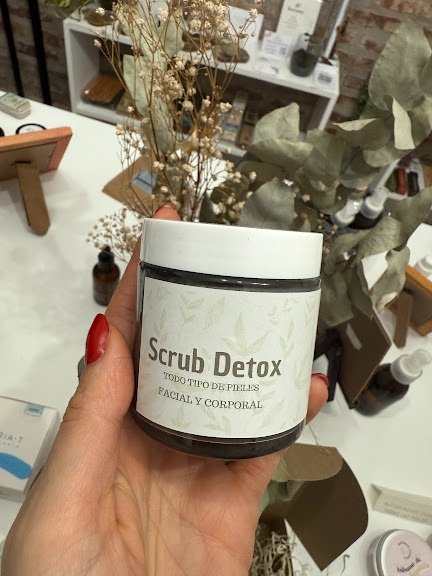 Scrub Detox
TODO TIPO DE PIELES
FACIAL Y CORPORAL